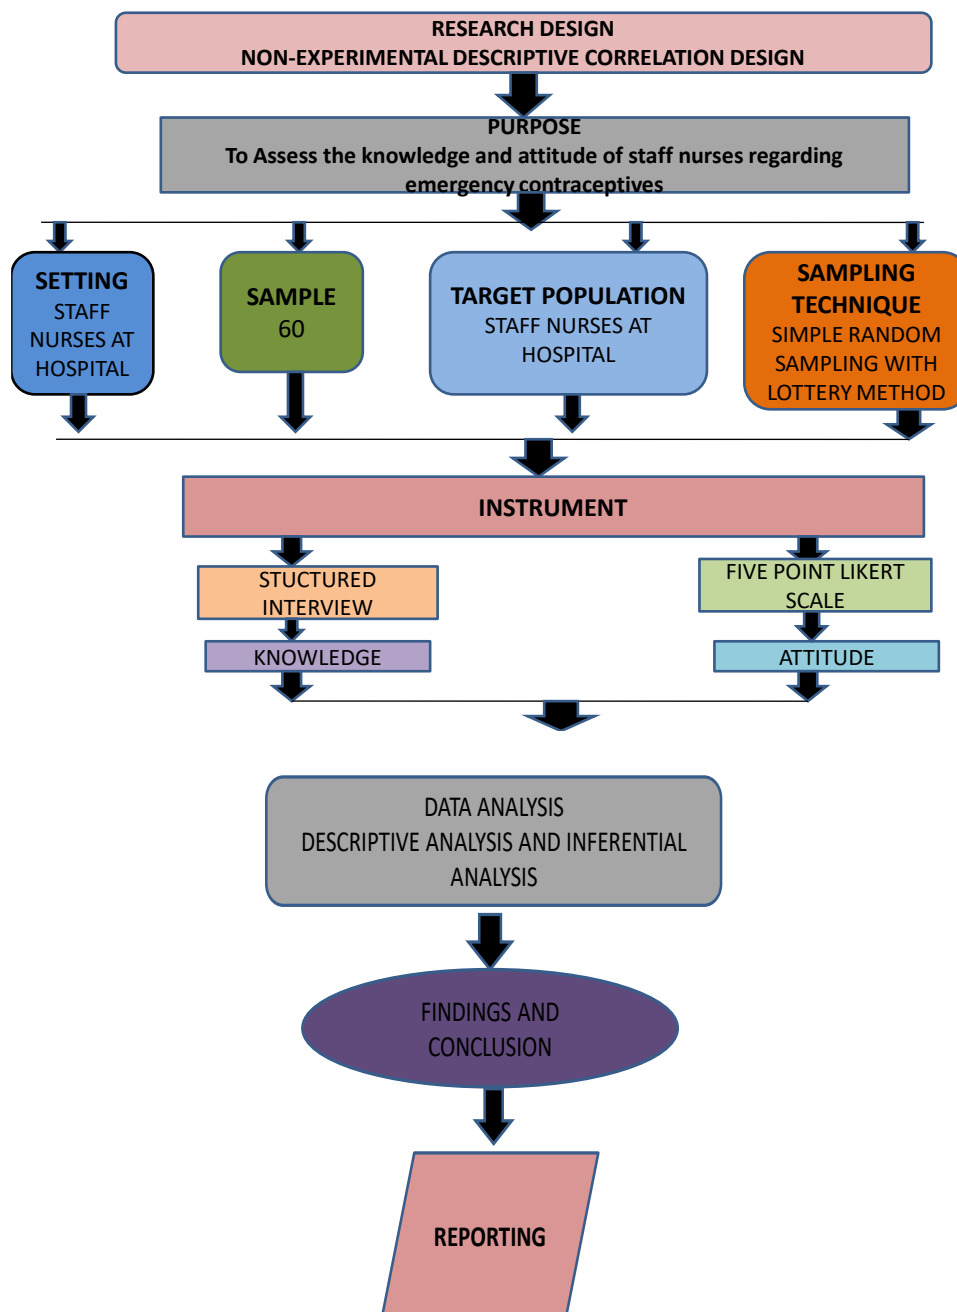 RESEARCH DESIGN
NON-EXPERIMENTAL DESCRIPTIVE CORRELATION DESIGN
PURPOSE
To Assess the knowledge and attitude of staff nurses regarding
emergency contraceptives
SETTING
STAFF
NURSES AT
HOSPITAL
SAMPLE
60
TARGET POPULATION
STAFF NURSES AT
HOSPITAL
SAMPLING
TECHNIQUE
SIMPLE RANDOM
SAMPLING WITH
LOTTERY METHOD
INSTRUMENT
STUCTURED
INTERVIEW
FIVE POINT LIKERT
SCALE
KNOWLEDGE
ATTITUDE
DATA ANALYSIS
DESCRIPTIVE ANALYSIS AND INFERENTIAL
ANALYSIS
FINDINGS AND
CONCLUSION
REPORTING